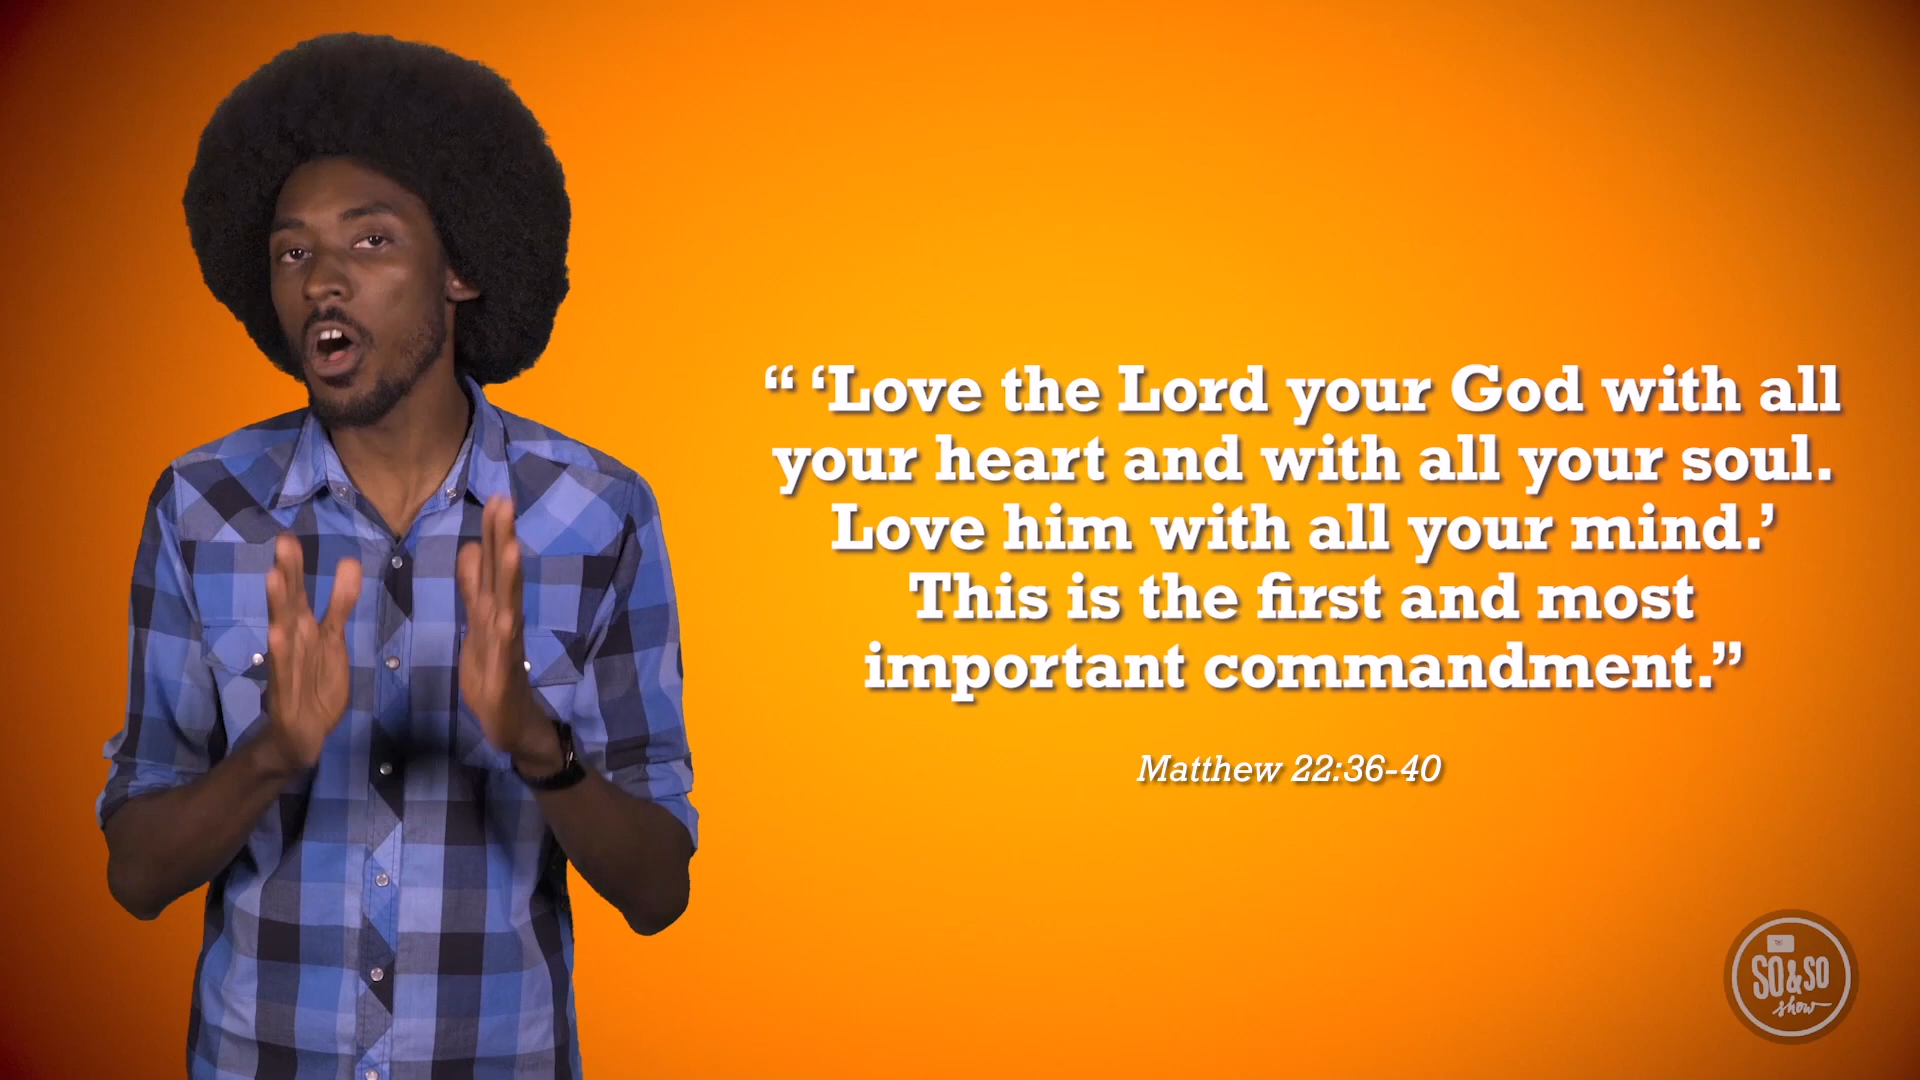 “ ‘Love the Lord your God with all
your heart and with all your soul.
Love him with all your mind.’
This is the first and most
important commandment.”
Matthew 22:36-40
SO&SO
show